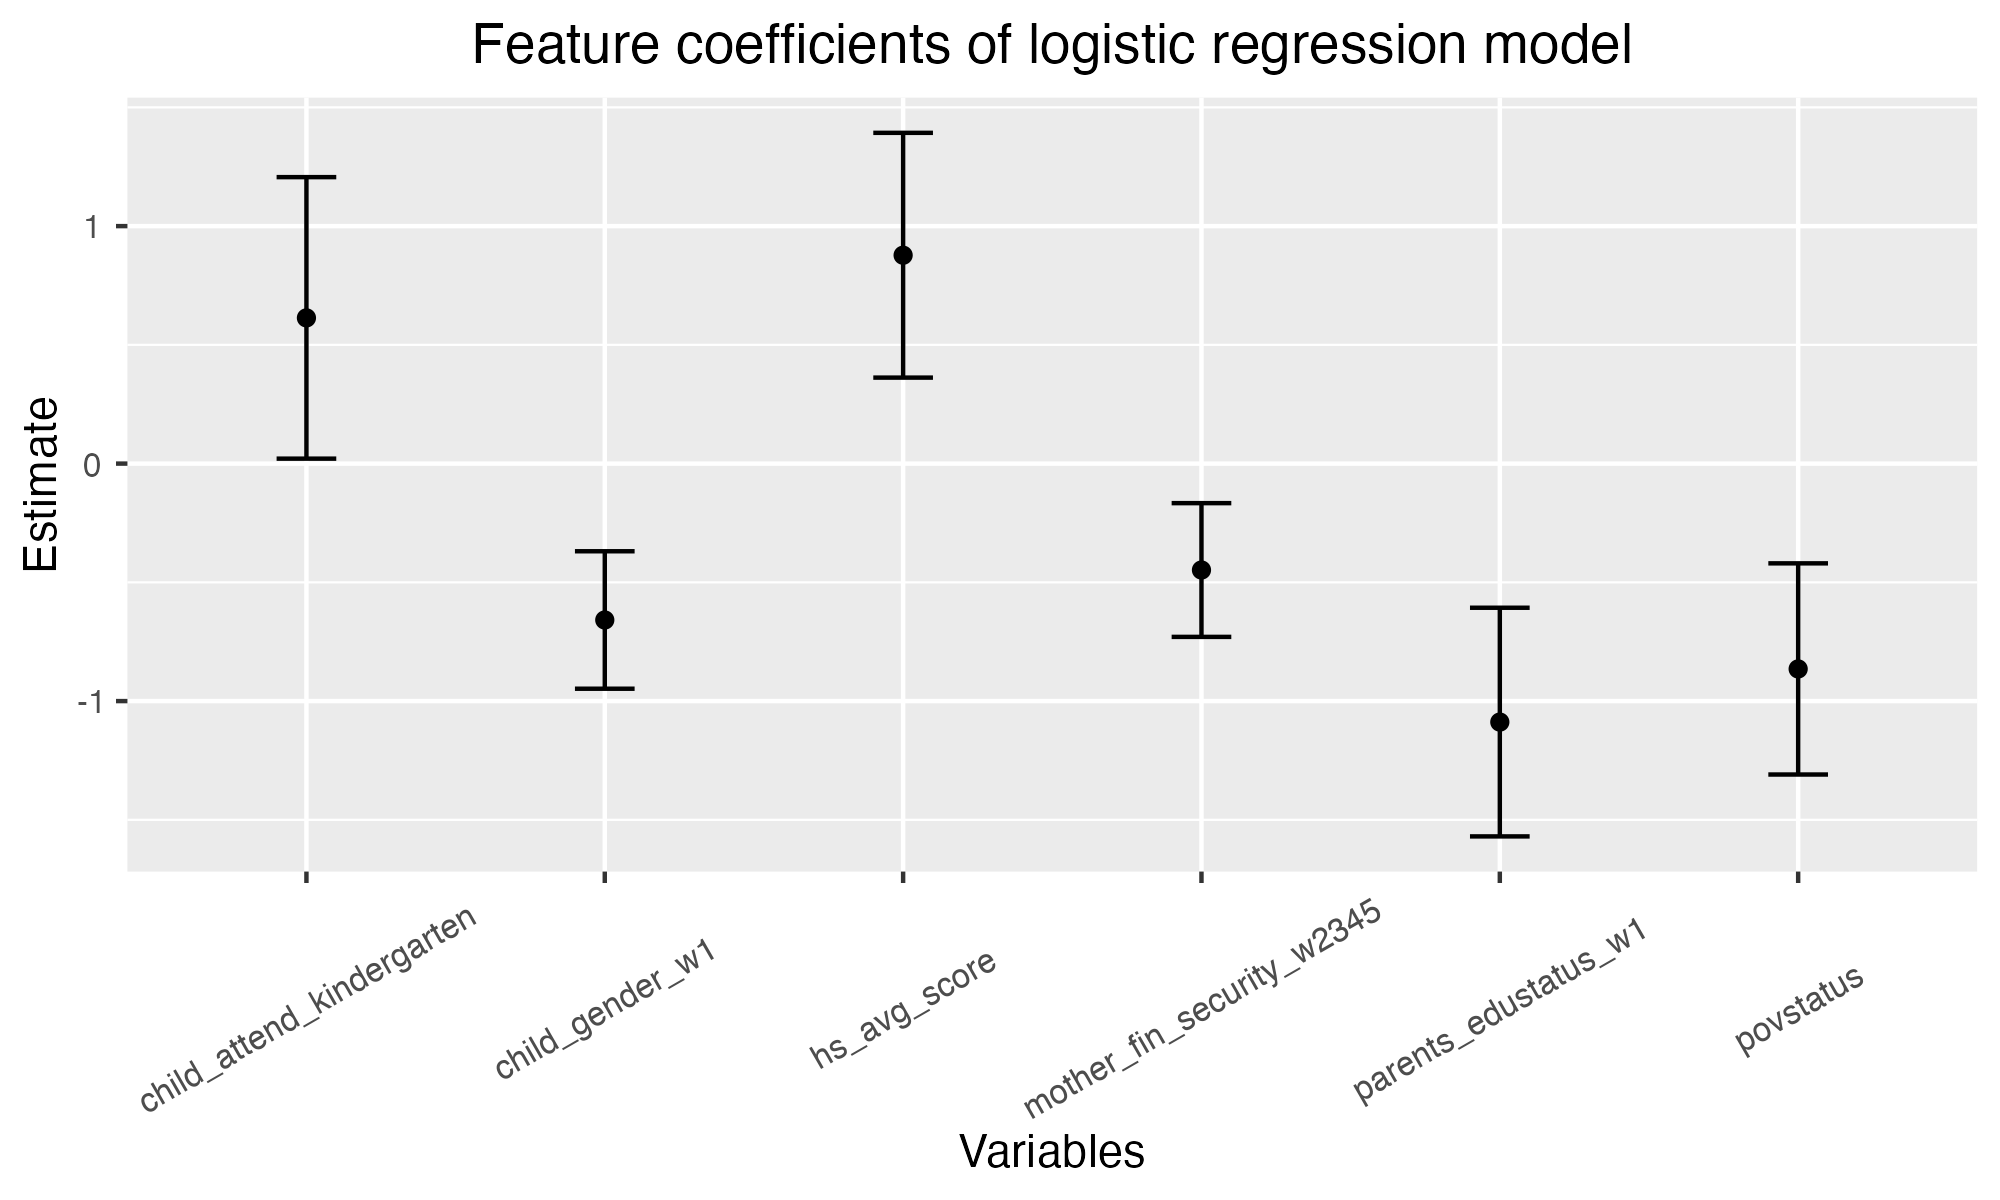 Feature coefficients of logistic regression model
Estimate
1
0
-1
child_attend_kindergarten
child_gender_w1
hs_avg_score
mother_fin_security_w2345
parents_edustatus_w1
povstatus
Variables